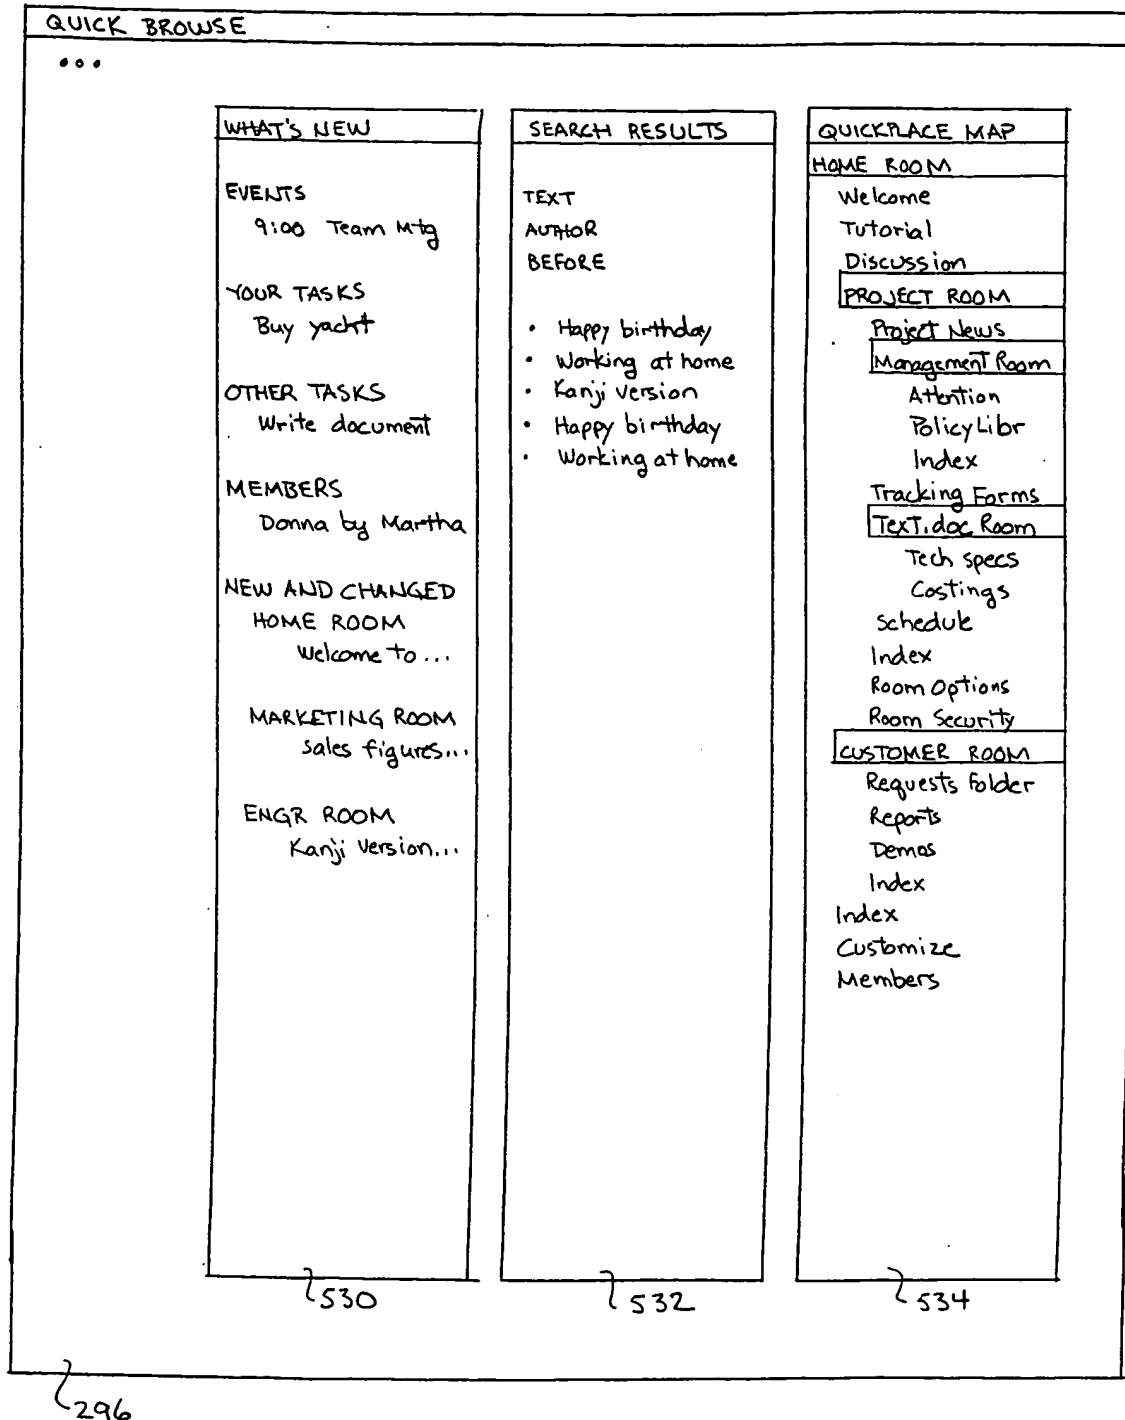 QUICK BROWSE
...
WHAT'S NEW
EVENTS
9:00 Team Mtg
YOUR TASKS
Buy yacht
OTHER TASKS
Write document
MEMBERS
Donna by Martha
NEW AND CHANGED
HOME ROOM
Welcome to ...
MARKETING ROOM
Sales figures...
ENGR ROOM
Kanji Version...
530
SEARCH RESULTS
TEXT
AUTHOR
BEFORE
• Happy birthday
• Working at home
• Kanji version
• Happy birthday
• Working at home
532
QUICKPLACE MAP
HOME ROOM
Welcome
Tutorial
Discussion
PROJECT ROOM
Project News
Management Room
Attention
Policy Libr
Index
Tracking Forms
Text.doc Room
Tech specs
Costings
Schedule
Index
Room Options
Room Security
CUSTOMER ROOM
Requests Folder
Reports
Demos
Index
Index
Customize
Members
534
296